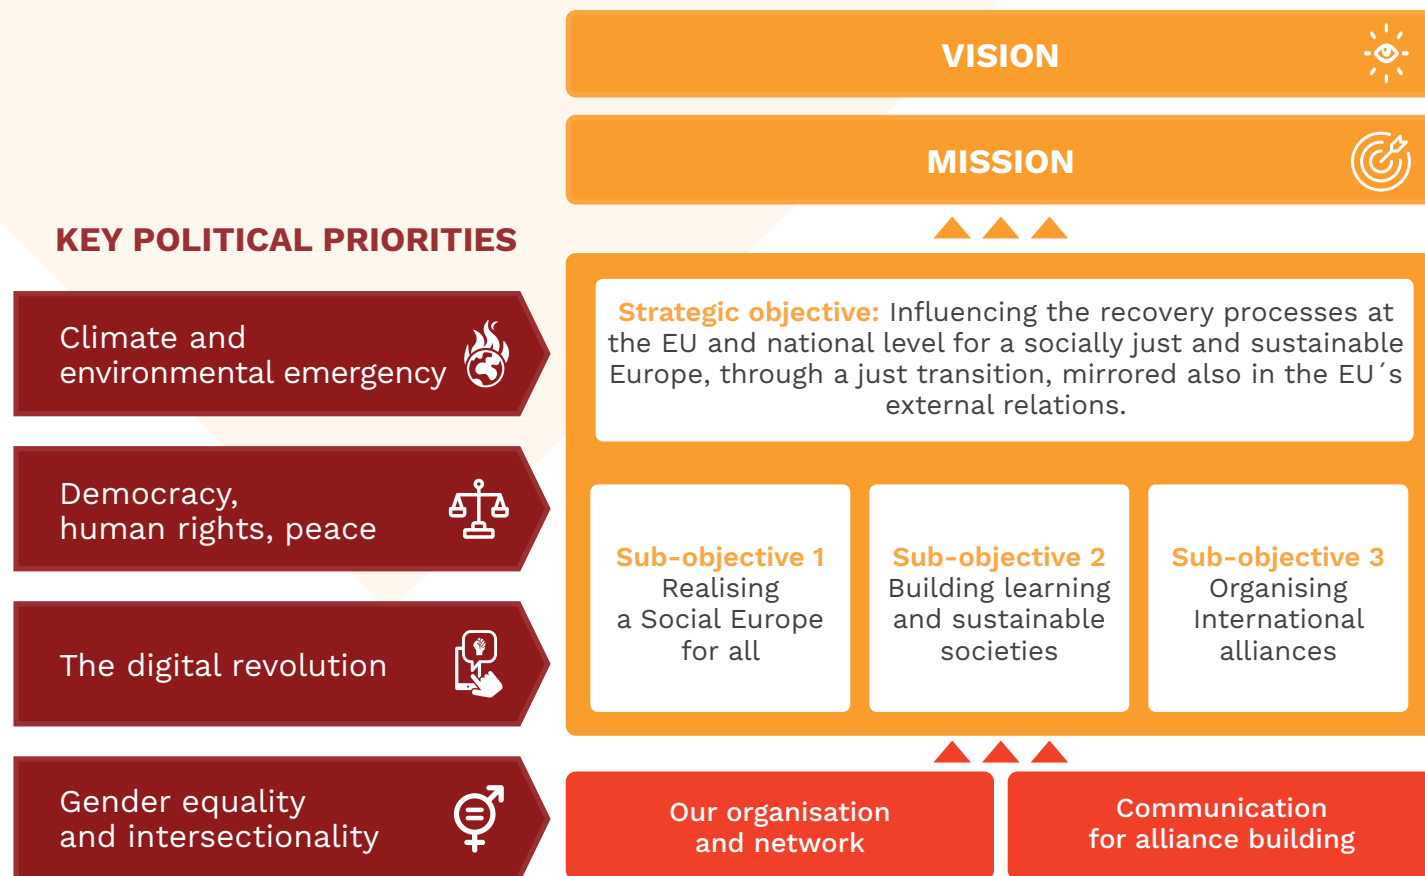 VISION
MISSION
KEY POLITICAL PRIORITIES
Climate and
environmental emergency
Democracy,
human rights, peace
The digital revolution
Gender equality
and intersectionality
Strategic objective: Influencing the recovery processes at
the EU and national level for a socially just and sustainable
Europe, through a just transition, mirrored also in the EU´s
external relations.
Sub-objective 1
Realising
a Social Europe
for all
Sub-objective 2
Building learning
and sustainable
societies
Sub-objective 3
Organising
International
alliances
Our organisation
and network
Communication
for alliance building